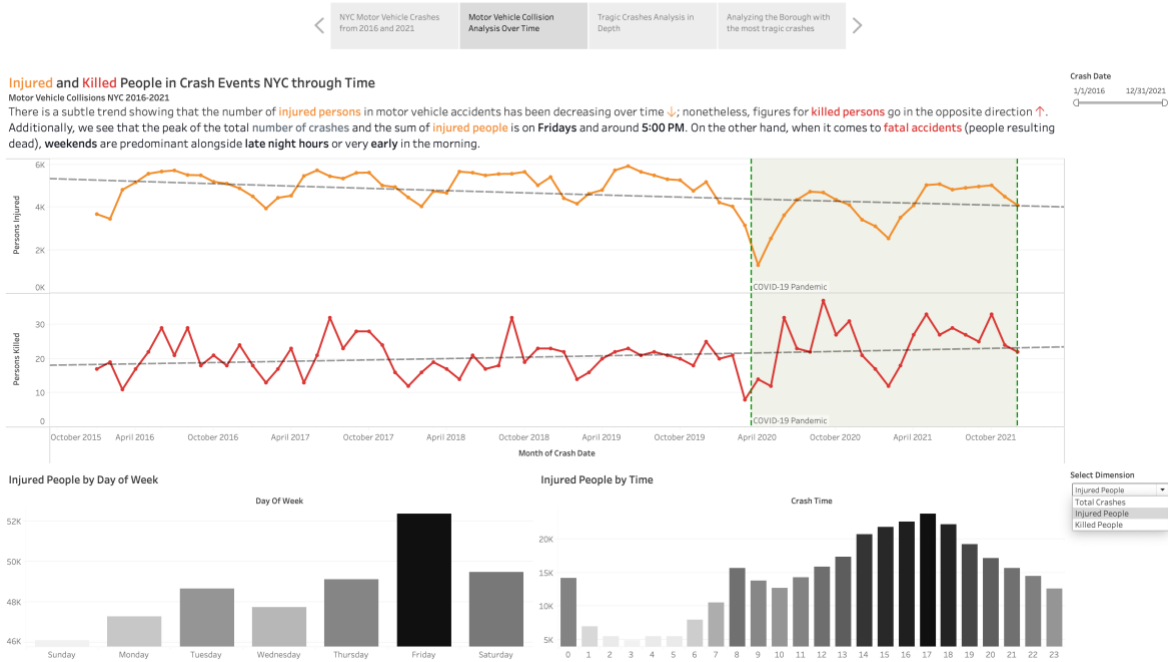 NYC Motor Vehicle Crashes
from 2016 and 2021
Motor Vehicle Collision
Analysis Over Time
Tragic Crashes Analysis in
Depth
Analyzing the Borough with
the most tragic crashes
Injured and Killed People in Crash Events NYC through Time
Motor Vehicle Collisions NYC 2016-2021
There is a subtle trend showing that the number of injured persons in motor vehicle accidents has been decreasing over time ↓; nonetheless, figures for killed persons go in the opposite direction ↑.
Additionally, we see that the peak of the total number of crashes and the sum of injured people is on Fridays and around 5:00 PM. On the other hand, when it comes to fatal accidents (people resulting
dead), weekends are predominant alongside late night hours or very early in the morning.
Crash Date
1/1/2016 12/31/2021
Persons Injured
6K
4K
2K
0K
COVID-19 Pandemic
Persons Killed
30
20
10
0
COVID-19 Pandemic
October 2015 April 2016 October 2016 April 2017 October 2017 April 2018 October 2018 April 2019 October 2019 April 2020 October 2020 April 2021 October 2021
Month of Crash Date
Injured People by Day of Week
Day Of Week
52K
50K
48K
46K
Sunday Monday Tuesday Wednesday Thursday Friday Saturday
Injured People by Time
Crash Time
20K
15K
10K
5K
0 1 2 3 4 5 6 7 8 9 10 11 12 13 14 15 16 17 18 19 20 21 22 23
Select Dimension
Injured People
Total Crashes
Injured People
Killed People